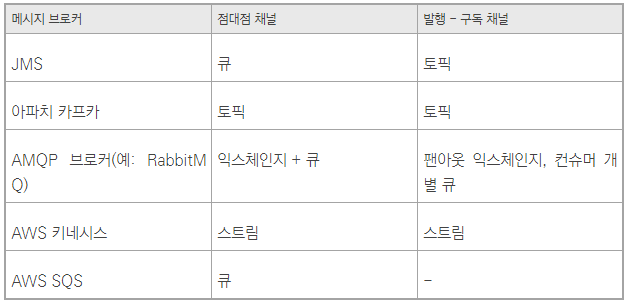 메시지 브로커 점대점 채널 발행 - 구독 채널
JMS 큐 토픽
아파치 카프카 토픽 토픽
AMQP 브로커(예: RabbitM 익스체인지 + 큐 팬아웃 익스체인지, 컨슈머 개
Q) 별 큐
AWS 키네시스 스트림 스트림
AWS SQS 큐 -